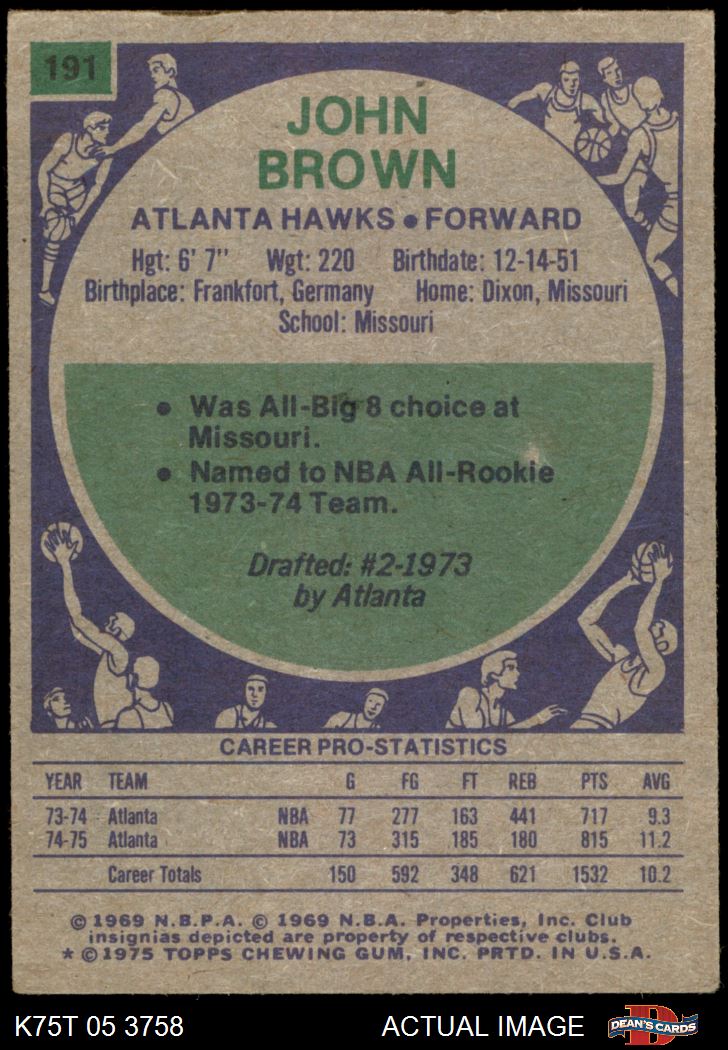 191
JOHN
BROWN
ATLANTA HAWKS • FORWARD
Hgt: 6' 7" Wgt: 220 Birthdate: 12-14-51
Birthplace: Frankfort, Germany Home: Dixon, Missouri
School: Missouri
• Was All-Big 8 choice at
Missouri.
• Named to NBA All-Rookie
1973-74 Team.
Drafted: #2-1973
by Atlanta
CAREER PRO-STATISTICS
YEAR TEAM G FG FT REB PTS AVG
73-74 Atlanta NBA 77 277 163 441 717 9.3
74-75 Atlanta NBA 73 315 185 180 815 11.2
Career Totals 150 592 348 621 1532 10.2
© 1969 N.B.P.A. © 1969 N.B.A. Properties, Inc. Club
insignias depicted are property of respective clubs.
* © 1975 TOPPS CHEWING GUM, INC. PRTD. IN U.S.A.
K75T 05 3758 ACTUAL IMAGE DEAN'S CARDS